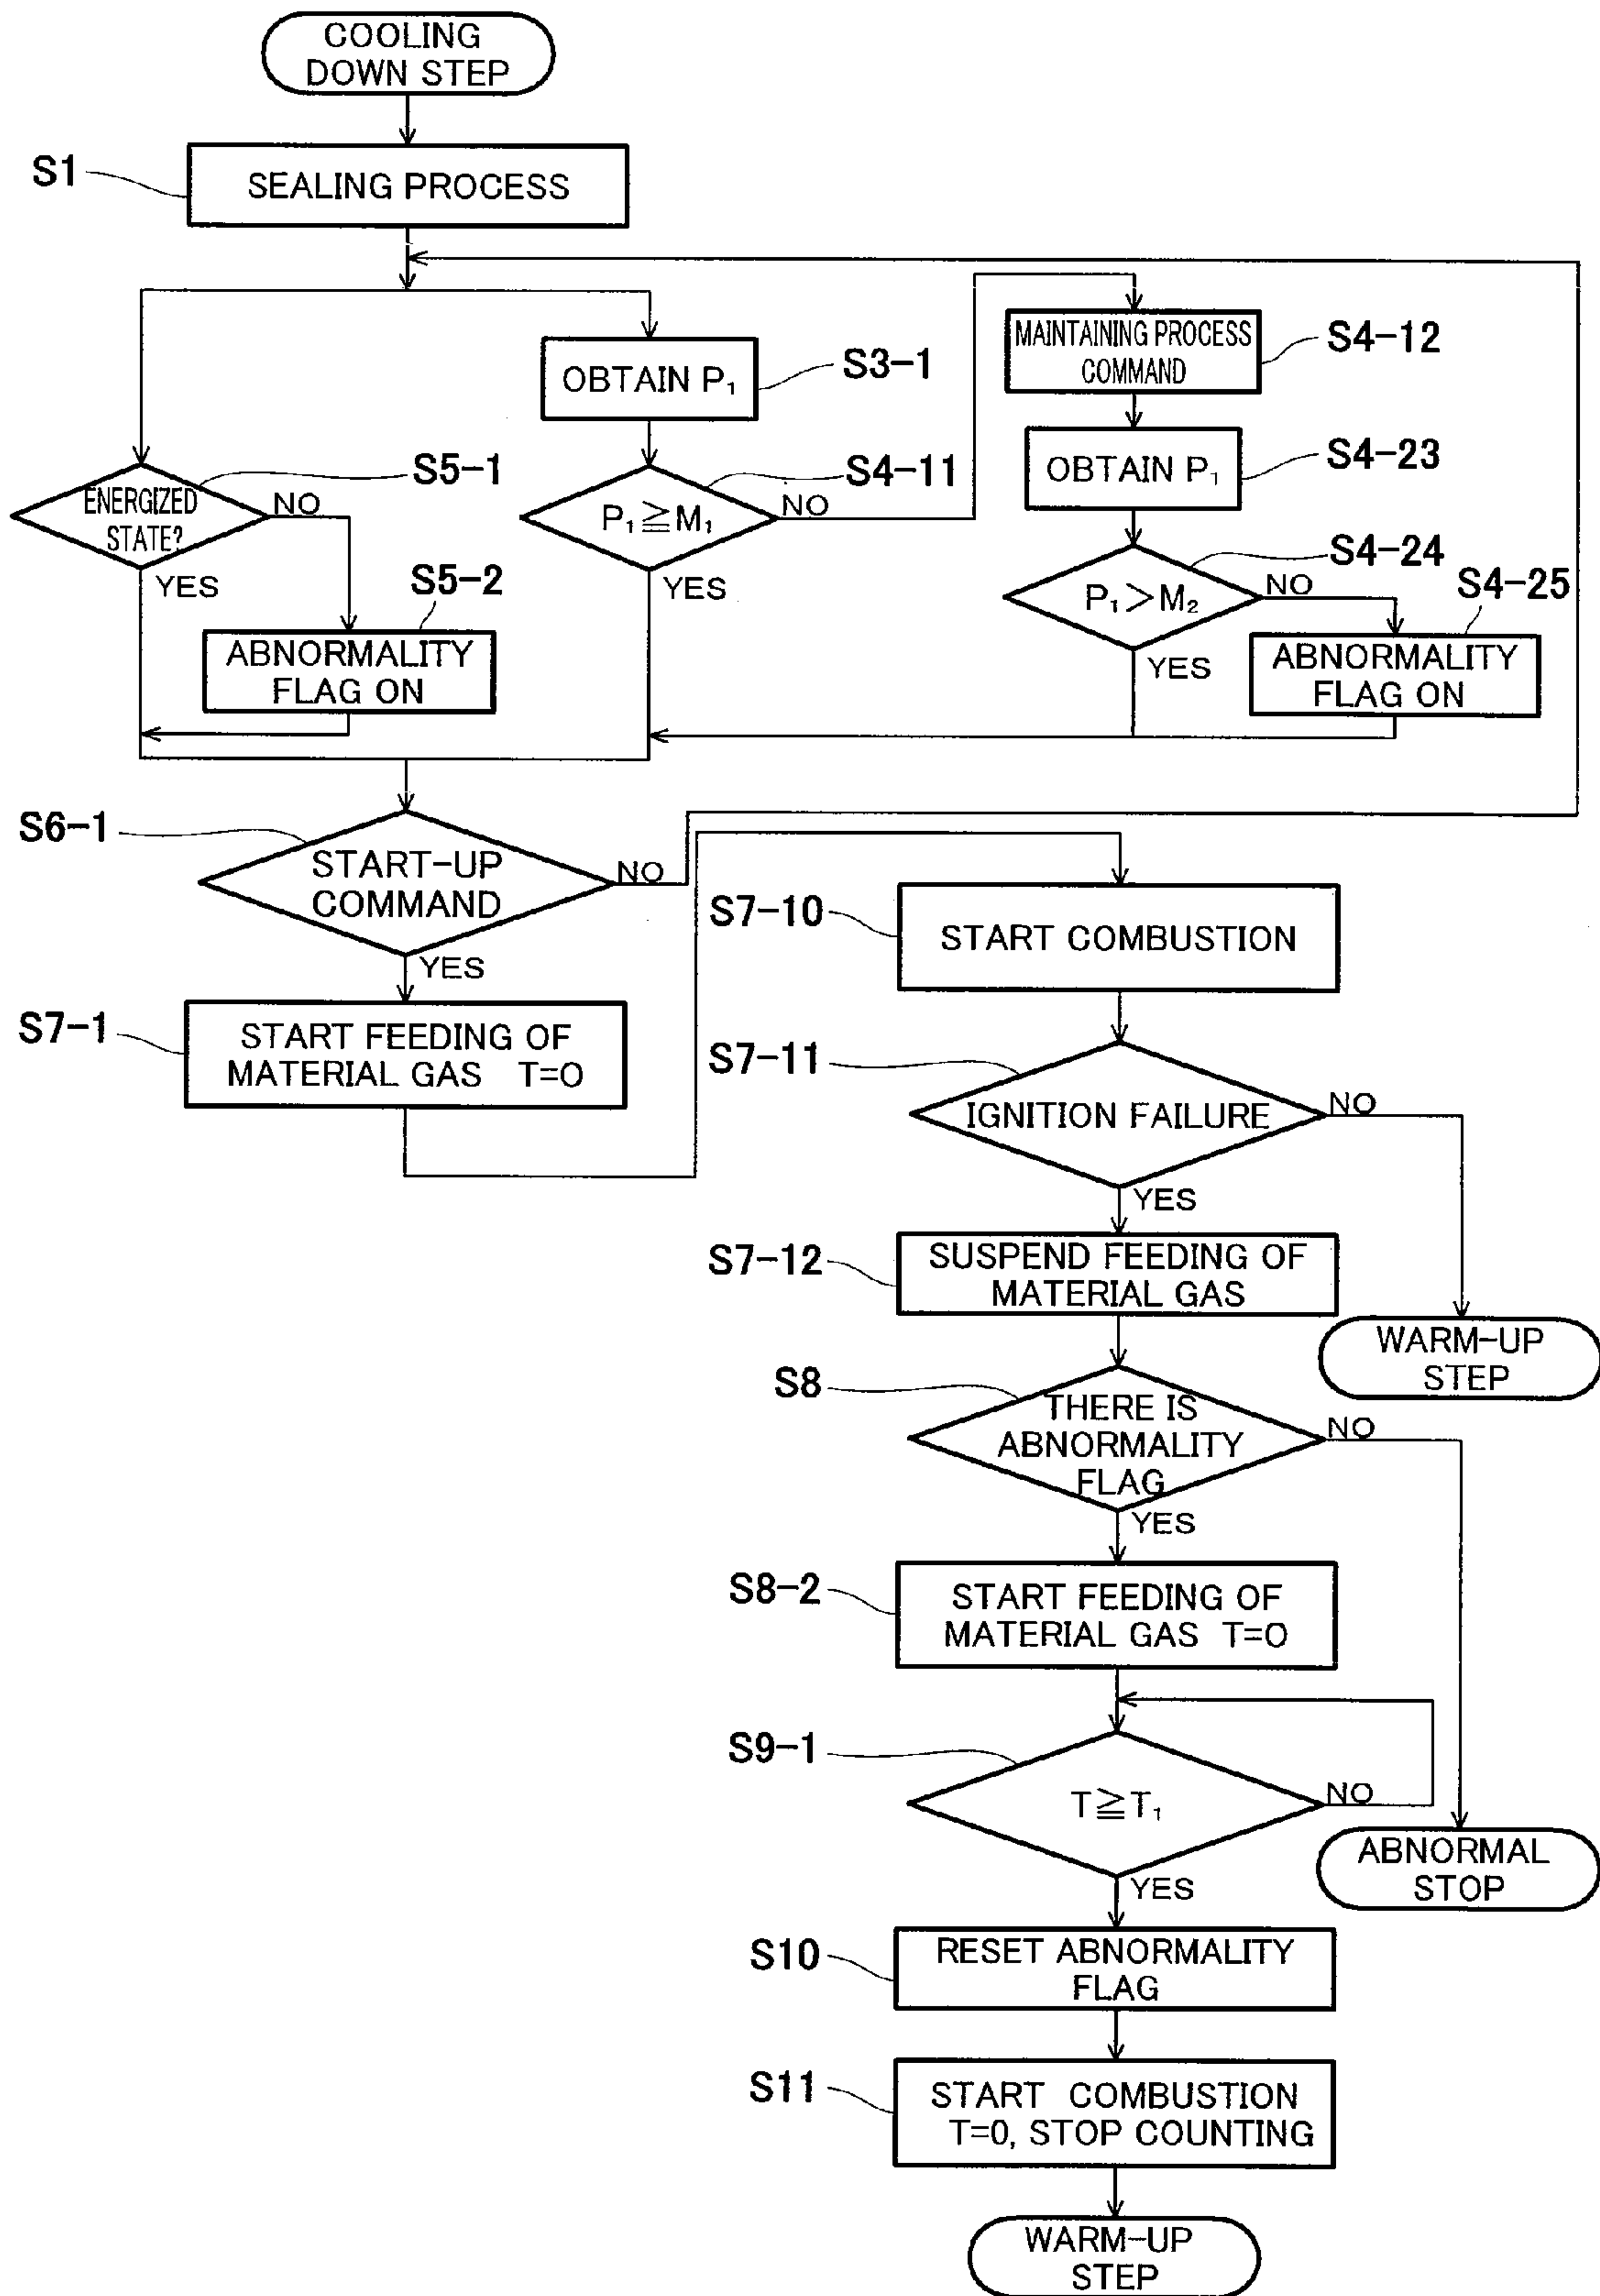 COOLING
DOWN STEP
S1
SEALING PROCESS
MAINTAINING PROCESS
COMMAND
S4-12
OBTAIN P₁
S3-1
OBTAIN P₁
S4-23
ENERGIZED
STATE?
S5-1
NO
YES
P₁≧M₁
S4-11
NO
YES
P₁>M₂
S4-24
NO
YES
S5-2
ABNORMALITY
FLAG ON
S4-25
ABNORMALITY
FLAG ON
S6-1
START-UP
COMMAND
NO
YES
S7-1
START FEEDING OF
MATERIAL GAS T=0
S7-10
START COMBUSTION
S7-11
IGNITION FAILURE
NO
YES
S7-12
SUSPEND FEEDING OF
MATERIAL GAS
WARM-UP
STEP
S8
THERE IS
ABNORMALITY
FLAG
NO
YES
S8-2
START FEEDING OF
MATERIAL GAS T=0
S9-1
T≧T₁
NO
YES
ABNORMAL
STOP
S10
RESET ABNORMALITY
FLAG
S11
START COMBUSTION
T=0, STOP COUNTING
WARM-UP
STEP